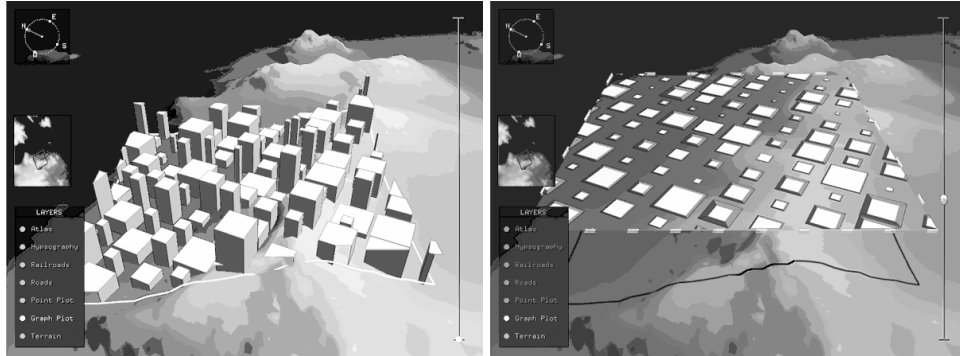 E
N
S
LAYERS
Atlas
Hypsography
Railroads
Roads
Point Plot
Graph Plot
Terrain
E
N
S
LAYERS
Atlas
Hypsography
Railroads
Roads
Point Plot
Graph Plot
Terrain